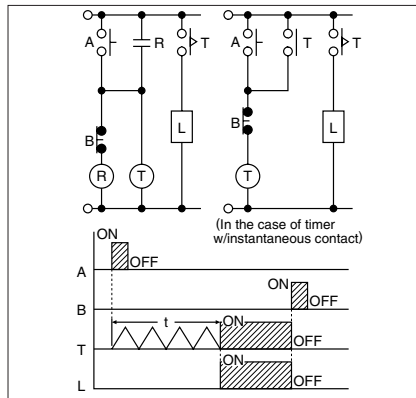 A R T A T T
B L B L
R T T
(In the case of timer
w/instantaneous contact)
ON
A OFF
ON
B OFF
t ON
T OFF
ON
L OFF